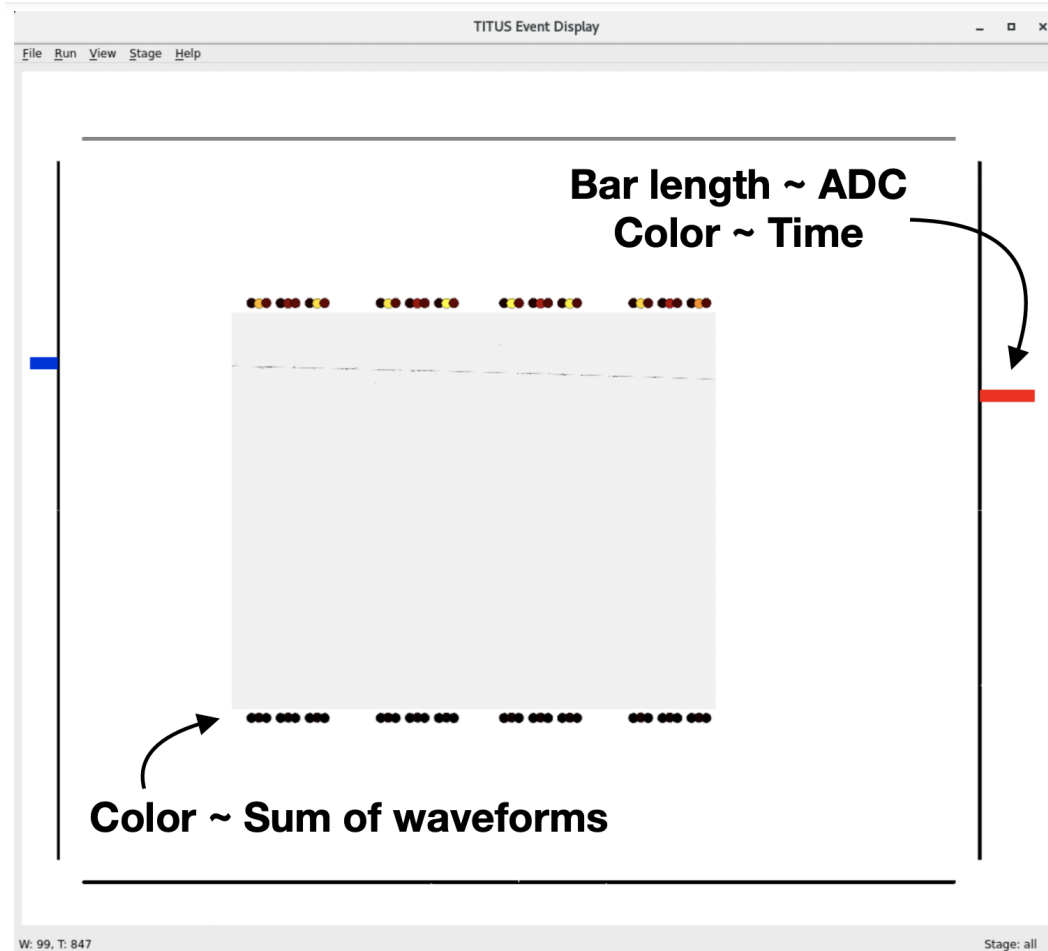 TITUS Event Display
File Run View Stage Help
Bar length ~ ADC
Color ~ Time
Color ~ Sum of waveforms
W: 99, T: 847
Stage: all